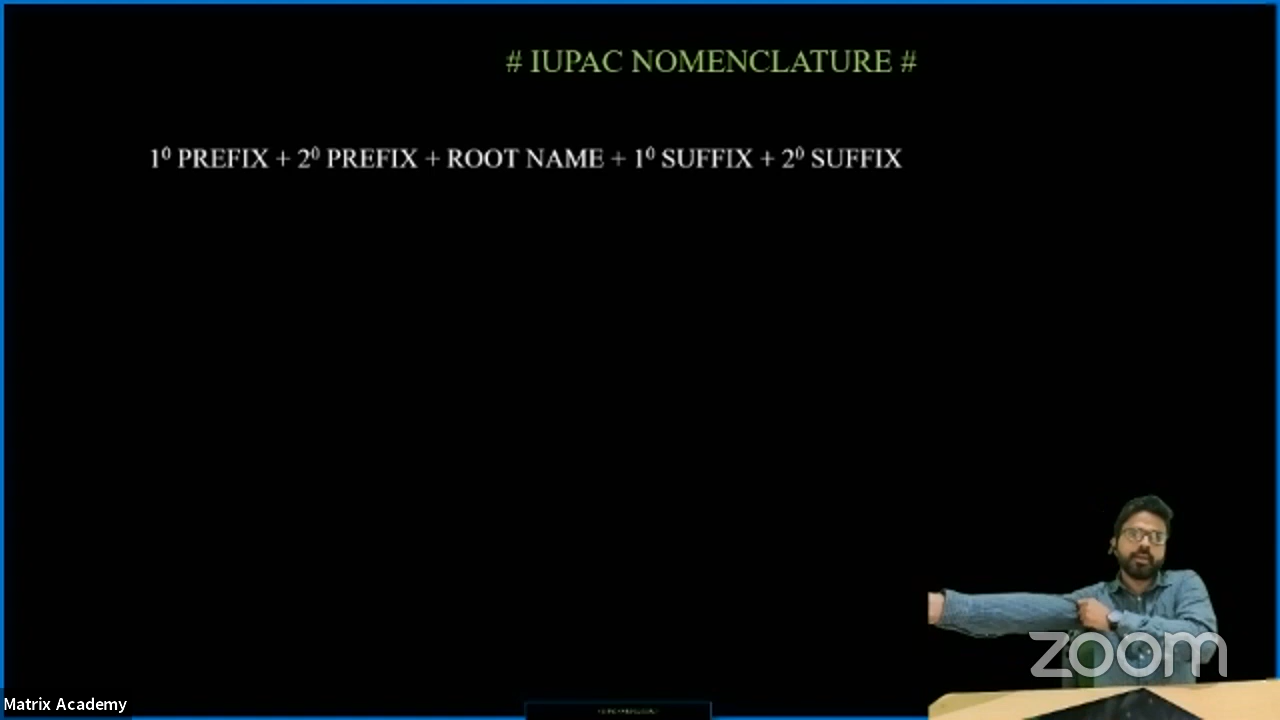 # IUPAC NOMENCLATURE #
1⁰ PREFIX + 2⁰ PREFIX + ROOT NAME + 1⁰ SUFFIX + 2⁰ SUFFIX
zoom
Matrix Academy